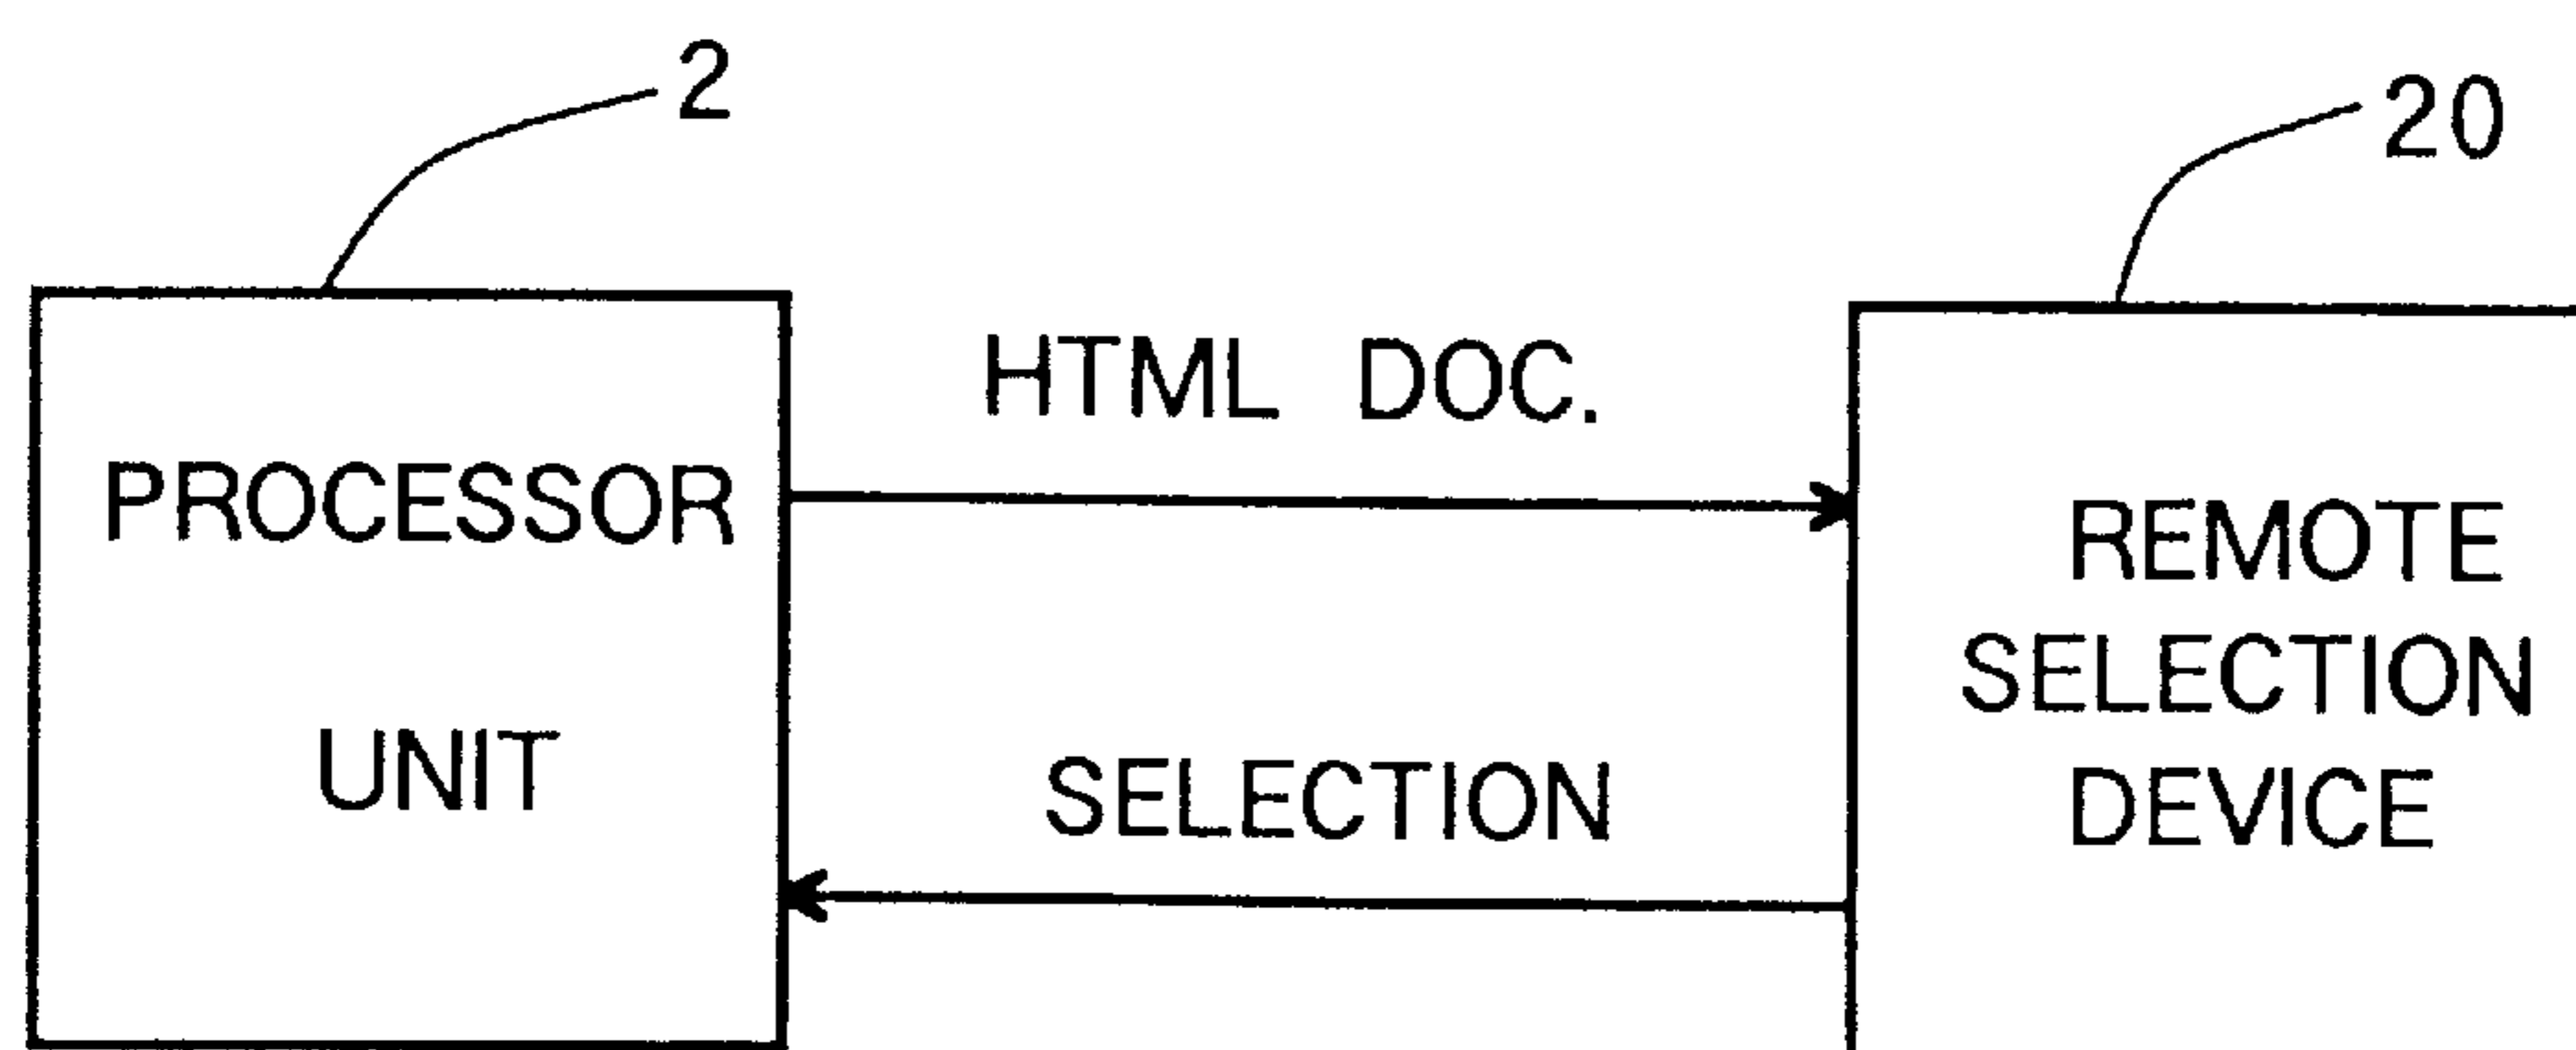 2
20
HTML DOC.
PROCESSOR
UNIT
SELECTION
REMOTE
SELECTION
DEVICE